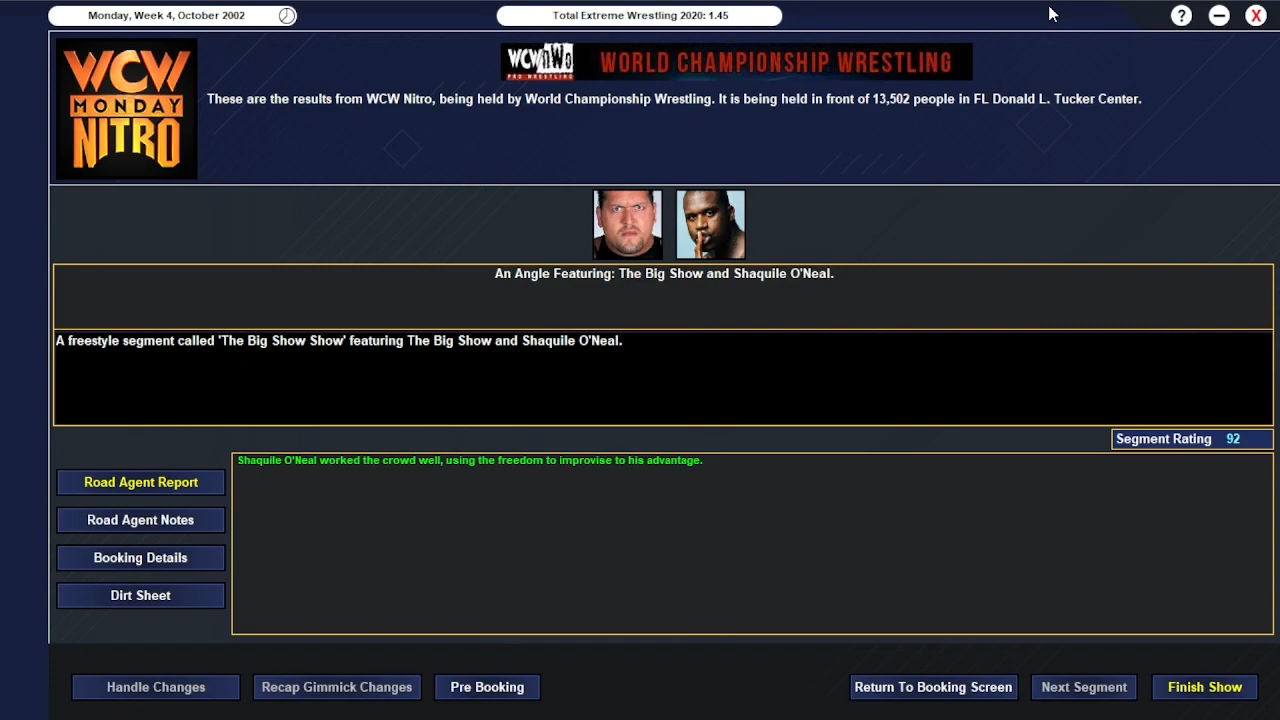 Monday, Week 4, October 2002
Total Extreme Wrestling 2020: 1.45
?
X
WCW
MONDAY
NITRO
WCW nWo
PRO WRESTLING
WORLD CHAMPIONSHIP WRESTLING
These are the results from WCW Nitro, being held by World Championship Wrestling. It is being held in front of 13,502 people in FL Donald L. Tucker Center.
An Angle Featuring: The Big Show and Shaquile O'Neal.
A freestyle segment called 'The Big Show Show' featuring The Big Show and Shaquile O'Neal.
Segment Rating 92
Shaquile O'Neal worked the crowd well, using the freedom to improvise to his advantage.
Road Agent Report
Road Agent Notes
Booking Details
Dirt Sheet
Handle Changes
Recap Gimmick Changes
Pre Booking
Return To Booking Screen
Next Segment
Finish Show